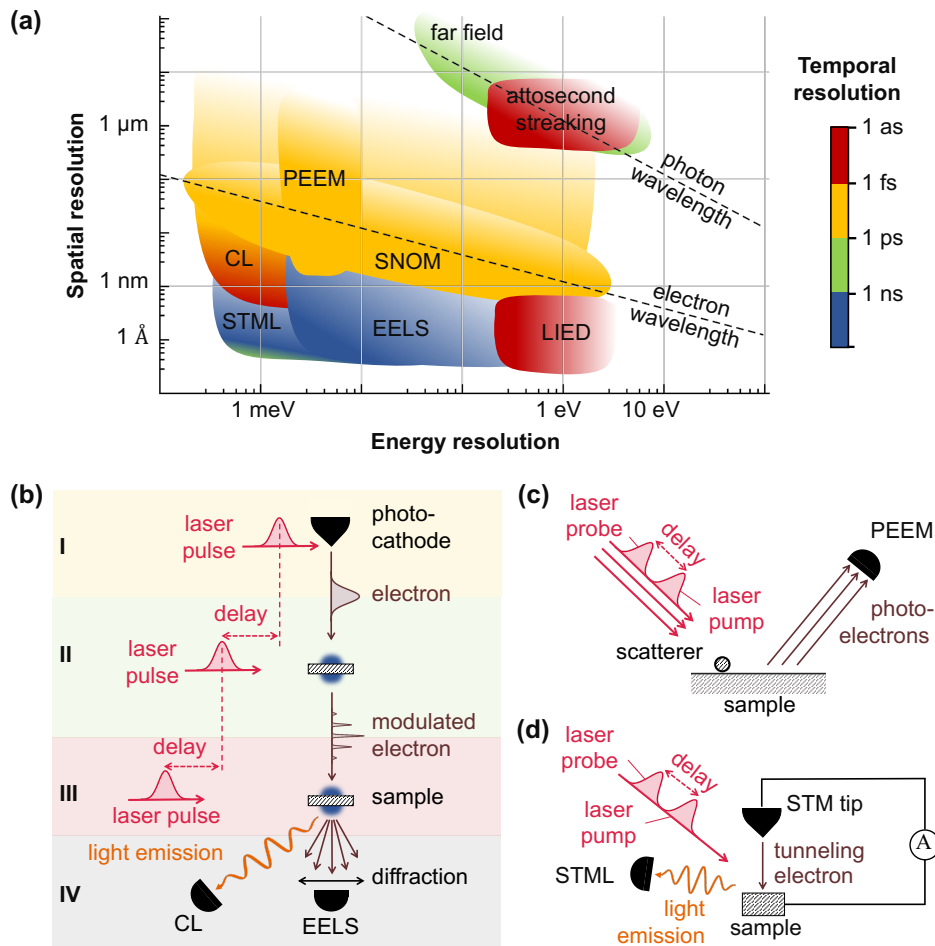 (a)
far field
attosecond
streaking
photon
wavelength
PEEM
CL
SNOM
STML
EELS
LIED
electron
wavelength
Spatial resolution
1 µm
1 nm
1 Å
1 meV
1 eV
10 eV
Energy resolution
Temporal
resolution
1 as
1 fs
1 ps
1 ns
(b)
I
laser
pulse
photo-
cathode
electron
delay
II
laser
pulse
modulated
electron
delay
III
laser pulse
sample
light emission
diffraction
IV
CL
EELS
(c)
laser
probe
delay
PEEM
laser
pump
photo-
electrons
scatterer
sample
(d)
laser
probe
delay
laser
pump
STM tip
A
tunneling
electron
STML
light
emission
sample